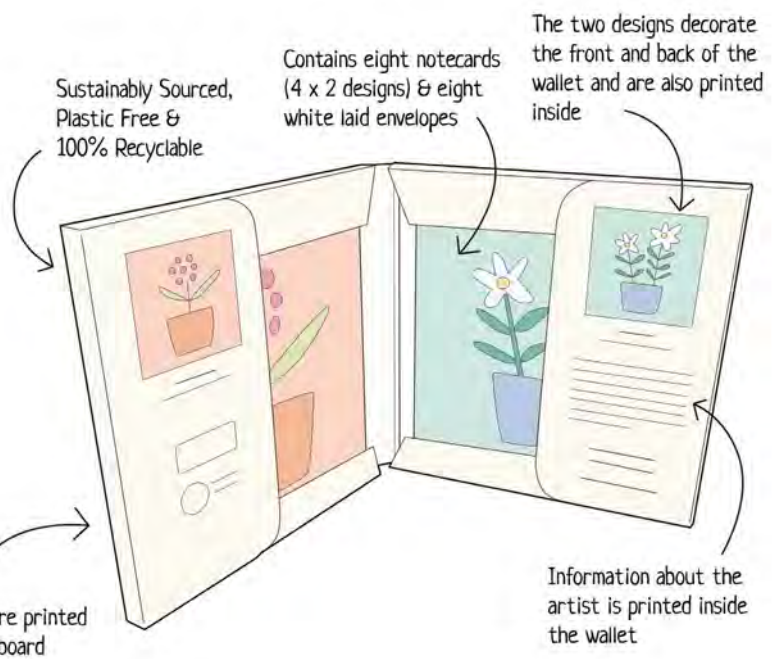 Sustainably Sourced,
Plastic Free &
100% Recyclable
Contains eight notecards
(4 x 2 designs) & eight
white laid envelopes
The two designs decorate
the front and back of the
wallet and are also printed
inside
re printed
board
Information about the
artist is printed inside
the wallet